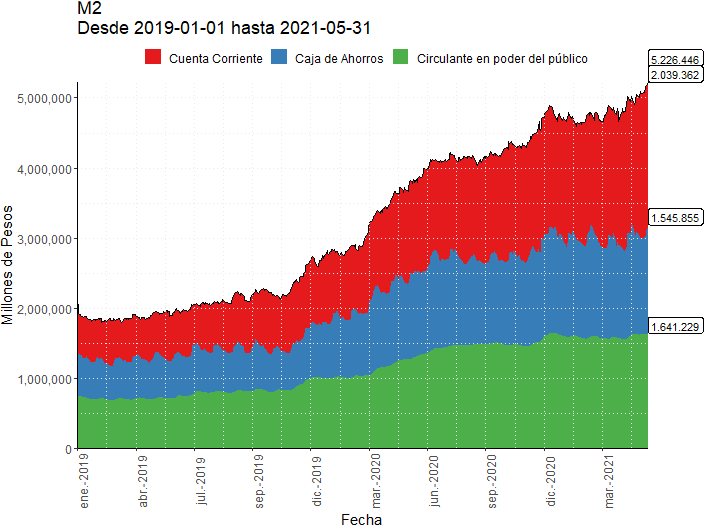 M2
Desde 2019-01-01 hasta 2021-05-31
Cuenta Corriente Caja de Ahorros Circulante en poder del público
5.226.446
2.039.362
1.545.855
1.641.229
5,000,000
4,000,000
3,000,000
2,000,000
1,000,000
0
Millones de Pesos
ene.-2019 abr.-2019 jul.-2019 sep.-2019 dic.-2019 mar.-2020 jun.-2020 sep.-2020 dic.-2020 mar.-2021
Fecha